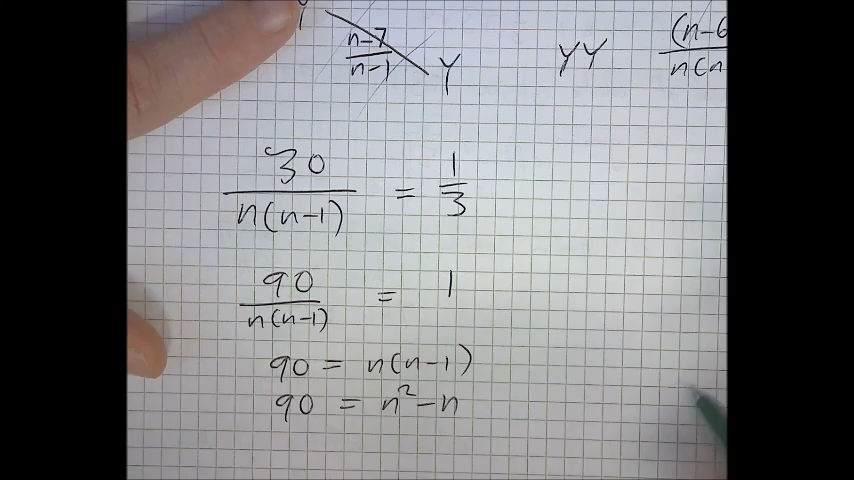 n-7/n-1 Y YY (n-6/n(n
30/n(n-1) = 1/3
90/n(n-1) = 1
90 = n(n-1)
90 = n²-n